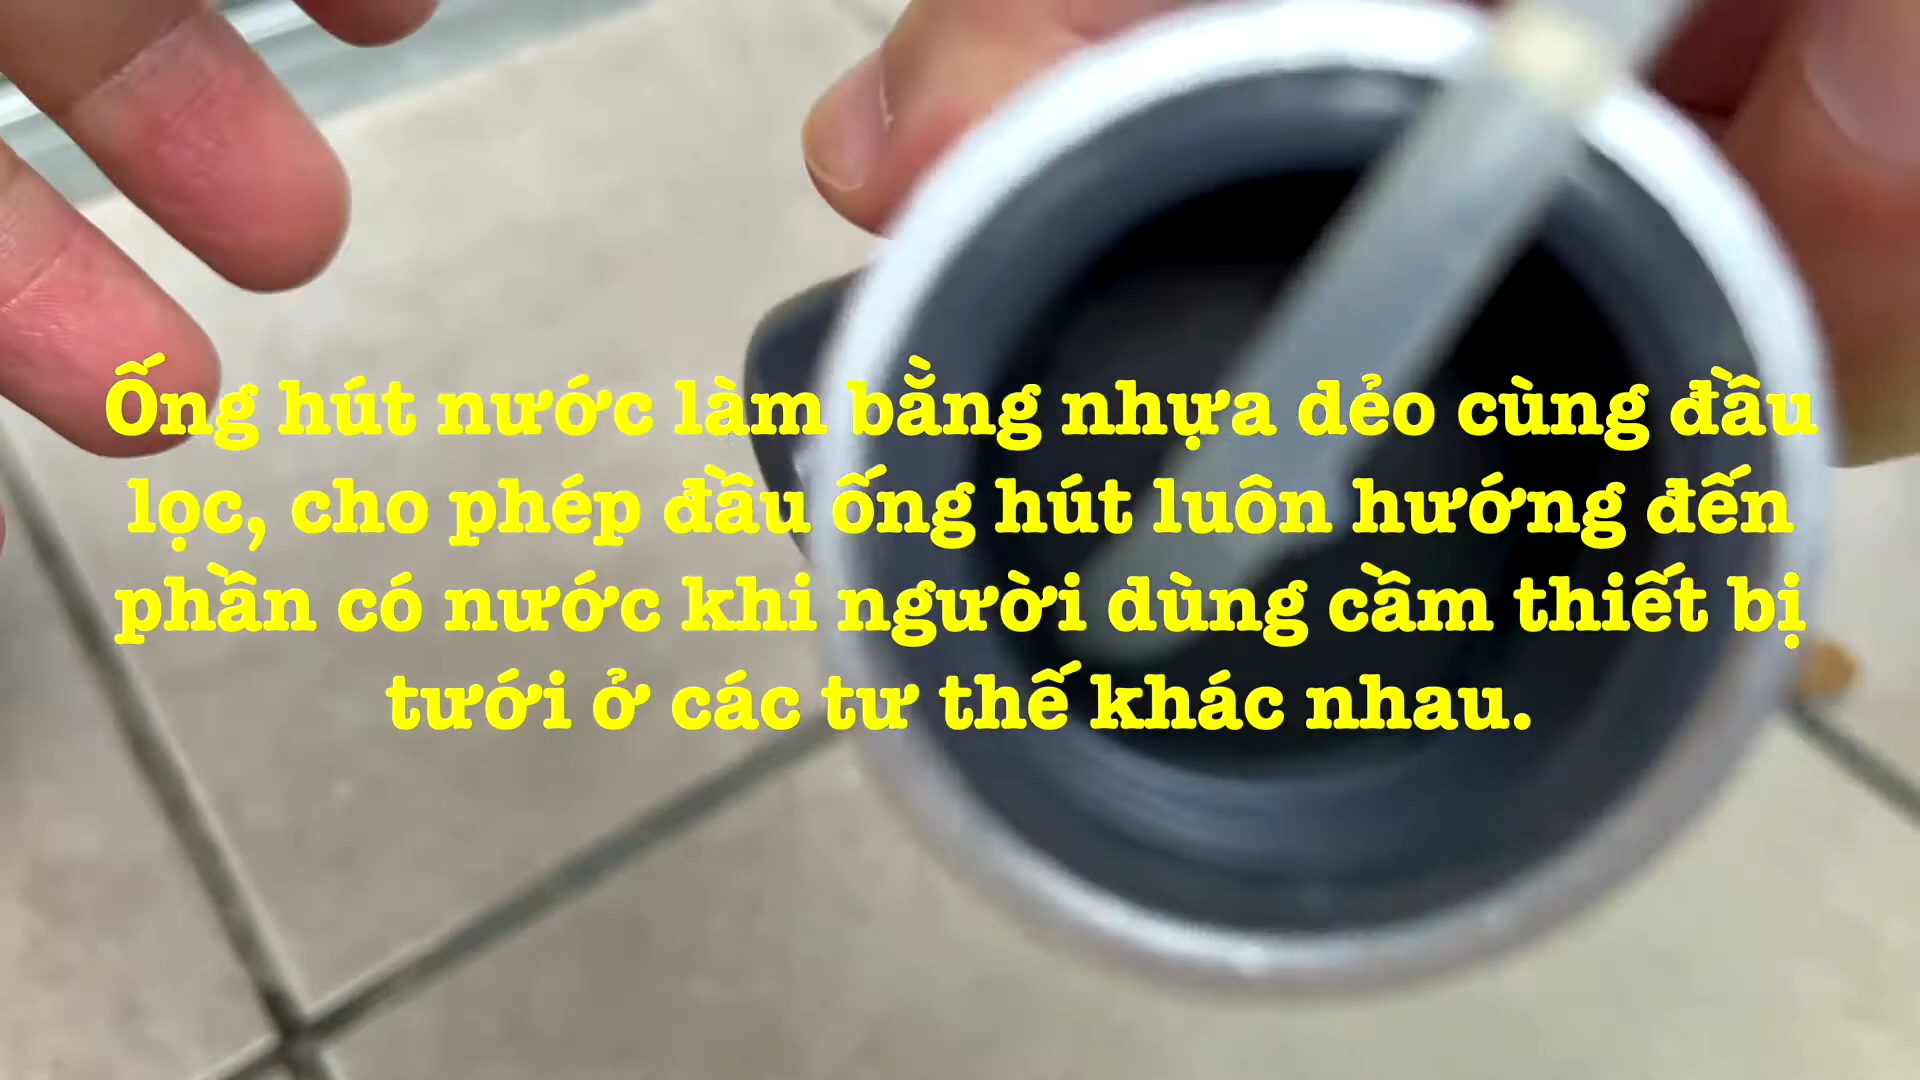 Ống hút nước làm bằng nhựa dẻo cùng đầu
lọc, cho phép đầu ống hút luôn hướng đến
phần có nước khi người dùng cầm thiết bị
tưới ở các tư thế khác nhau.